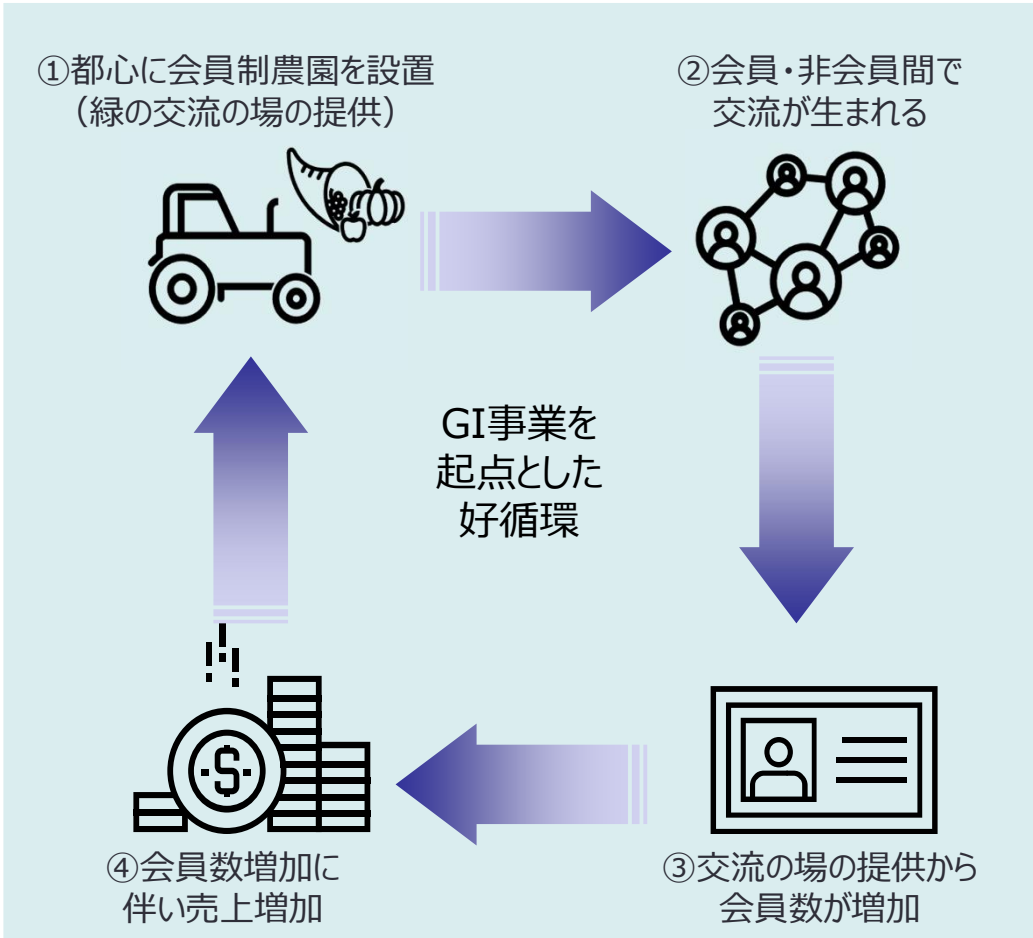 ①都心に会員制農園を設置
（緑の交流の場の提供）
②会員・非会員間で
交流が生まれる
GI事業を
起点とした
好循環
③交流の場の提供から
会員数が増加
④会員数増加に
伴い売上増加